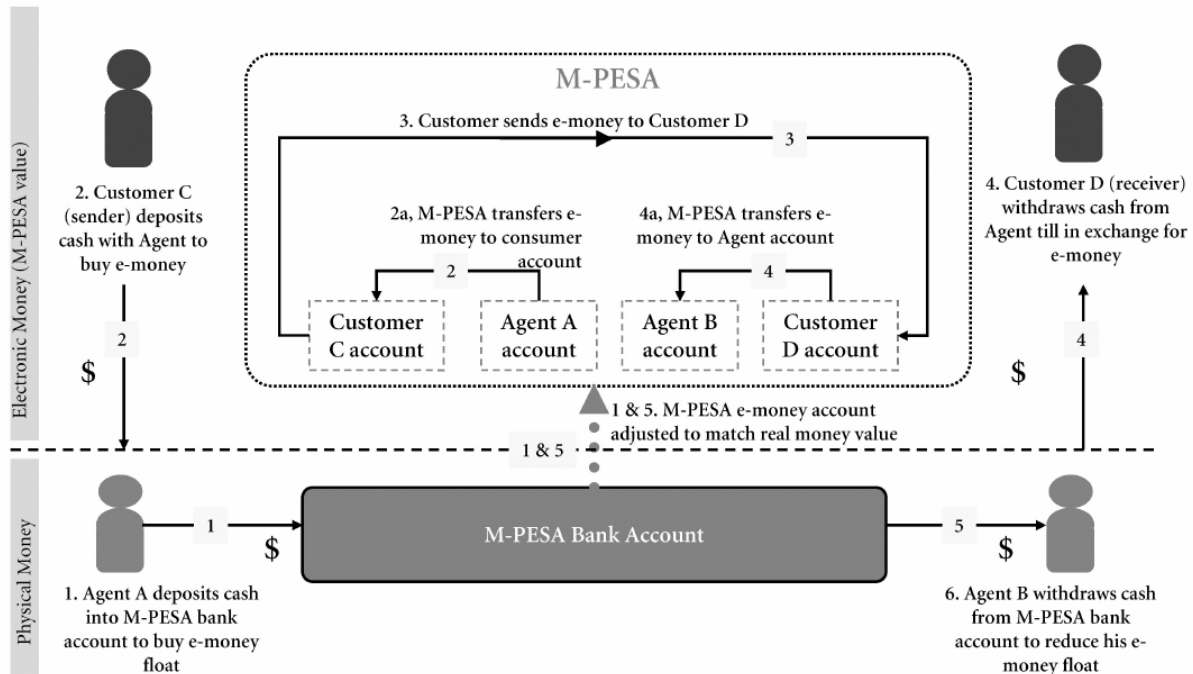 Electronic Money (M-PESA value)
Physical Money
M-PESA
3. Customer sends e-money to Customer D
3
2. Customer C
(sender) deposits
cash with Agent to
buy e-money
2
$
2a, M-PESA transfers e-
money to consumer
account
2
4a, M-PESA transfers e-
money to Agent account
4
Customer
C account
Agent A
account
Agent B
account
Customer
D account
4. Customer D (receiver)
withdraws cash from
Agent till in exchange for
e-money
4
$
1 & 5. M-PESA e-money account
adjusted to match real money value
1 & 5
1
$
M-PESA Bank Account
5
$
1. Agent A deposits cash
into M-PESA bank
account to buy e-money
float
6. Agent B withdraws cash
from M-PESA bank
account to reduce his e-
money float